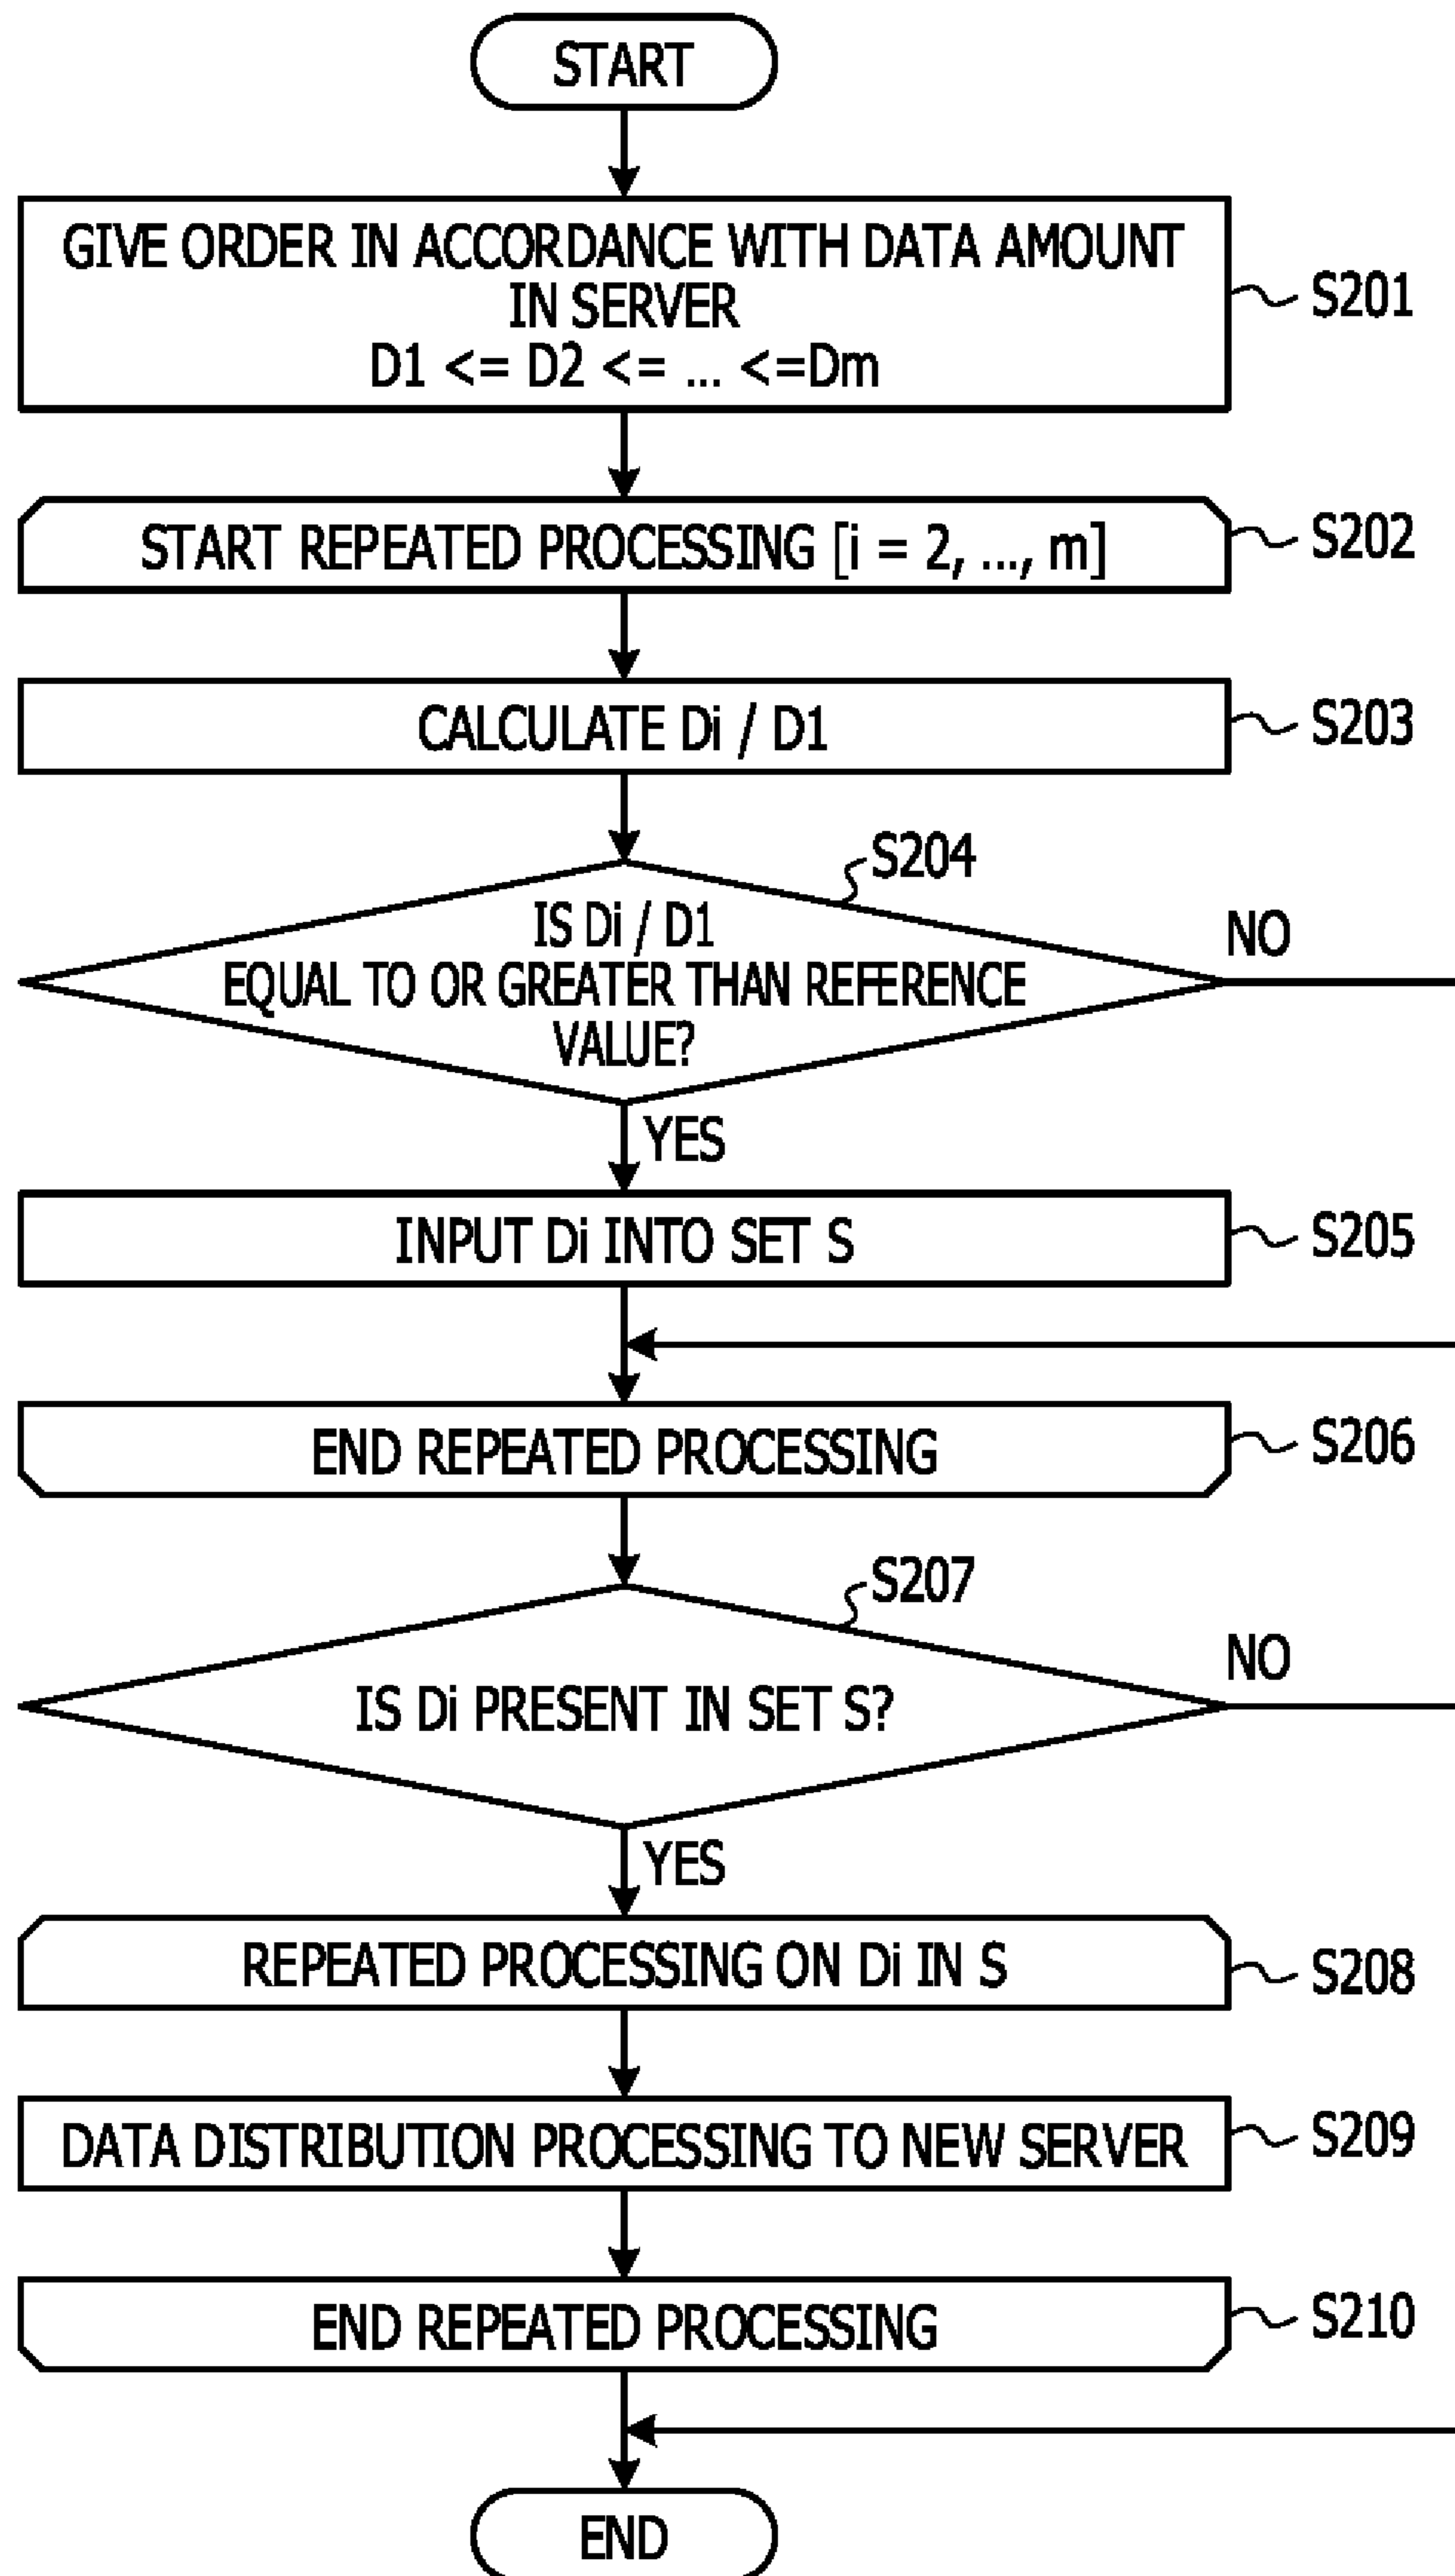 START
GIVE ORDER IN ACCORDANCE WITH DATA AMOUNT
IN SERVER
D1 <= D2 <= ... <=Dm
S201
START REPEATED PROCESSING [i = 2, ..., m]
S202
CALCULATE Di / D1
S203
S204
IS Di / D1
EQUAL TO OR GREATER THAN REFERENCE
VALUE?
NO
YES
INPUT Di INTO SET S
S205
END REPEATED PROCESSING
S206
S207
IS Di PRESENT IN SET S?
NO
YES
REPEATED PROCESSING ON Di IN S
S208
DATA DISTRIBUTION PROCESSING TO NEW SERVER
S209
END REPEATED PROCESSING
S210
END